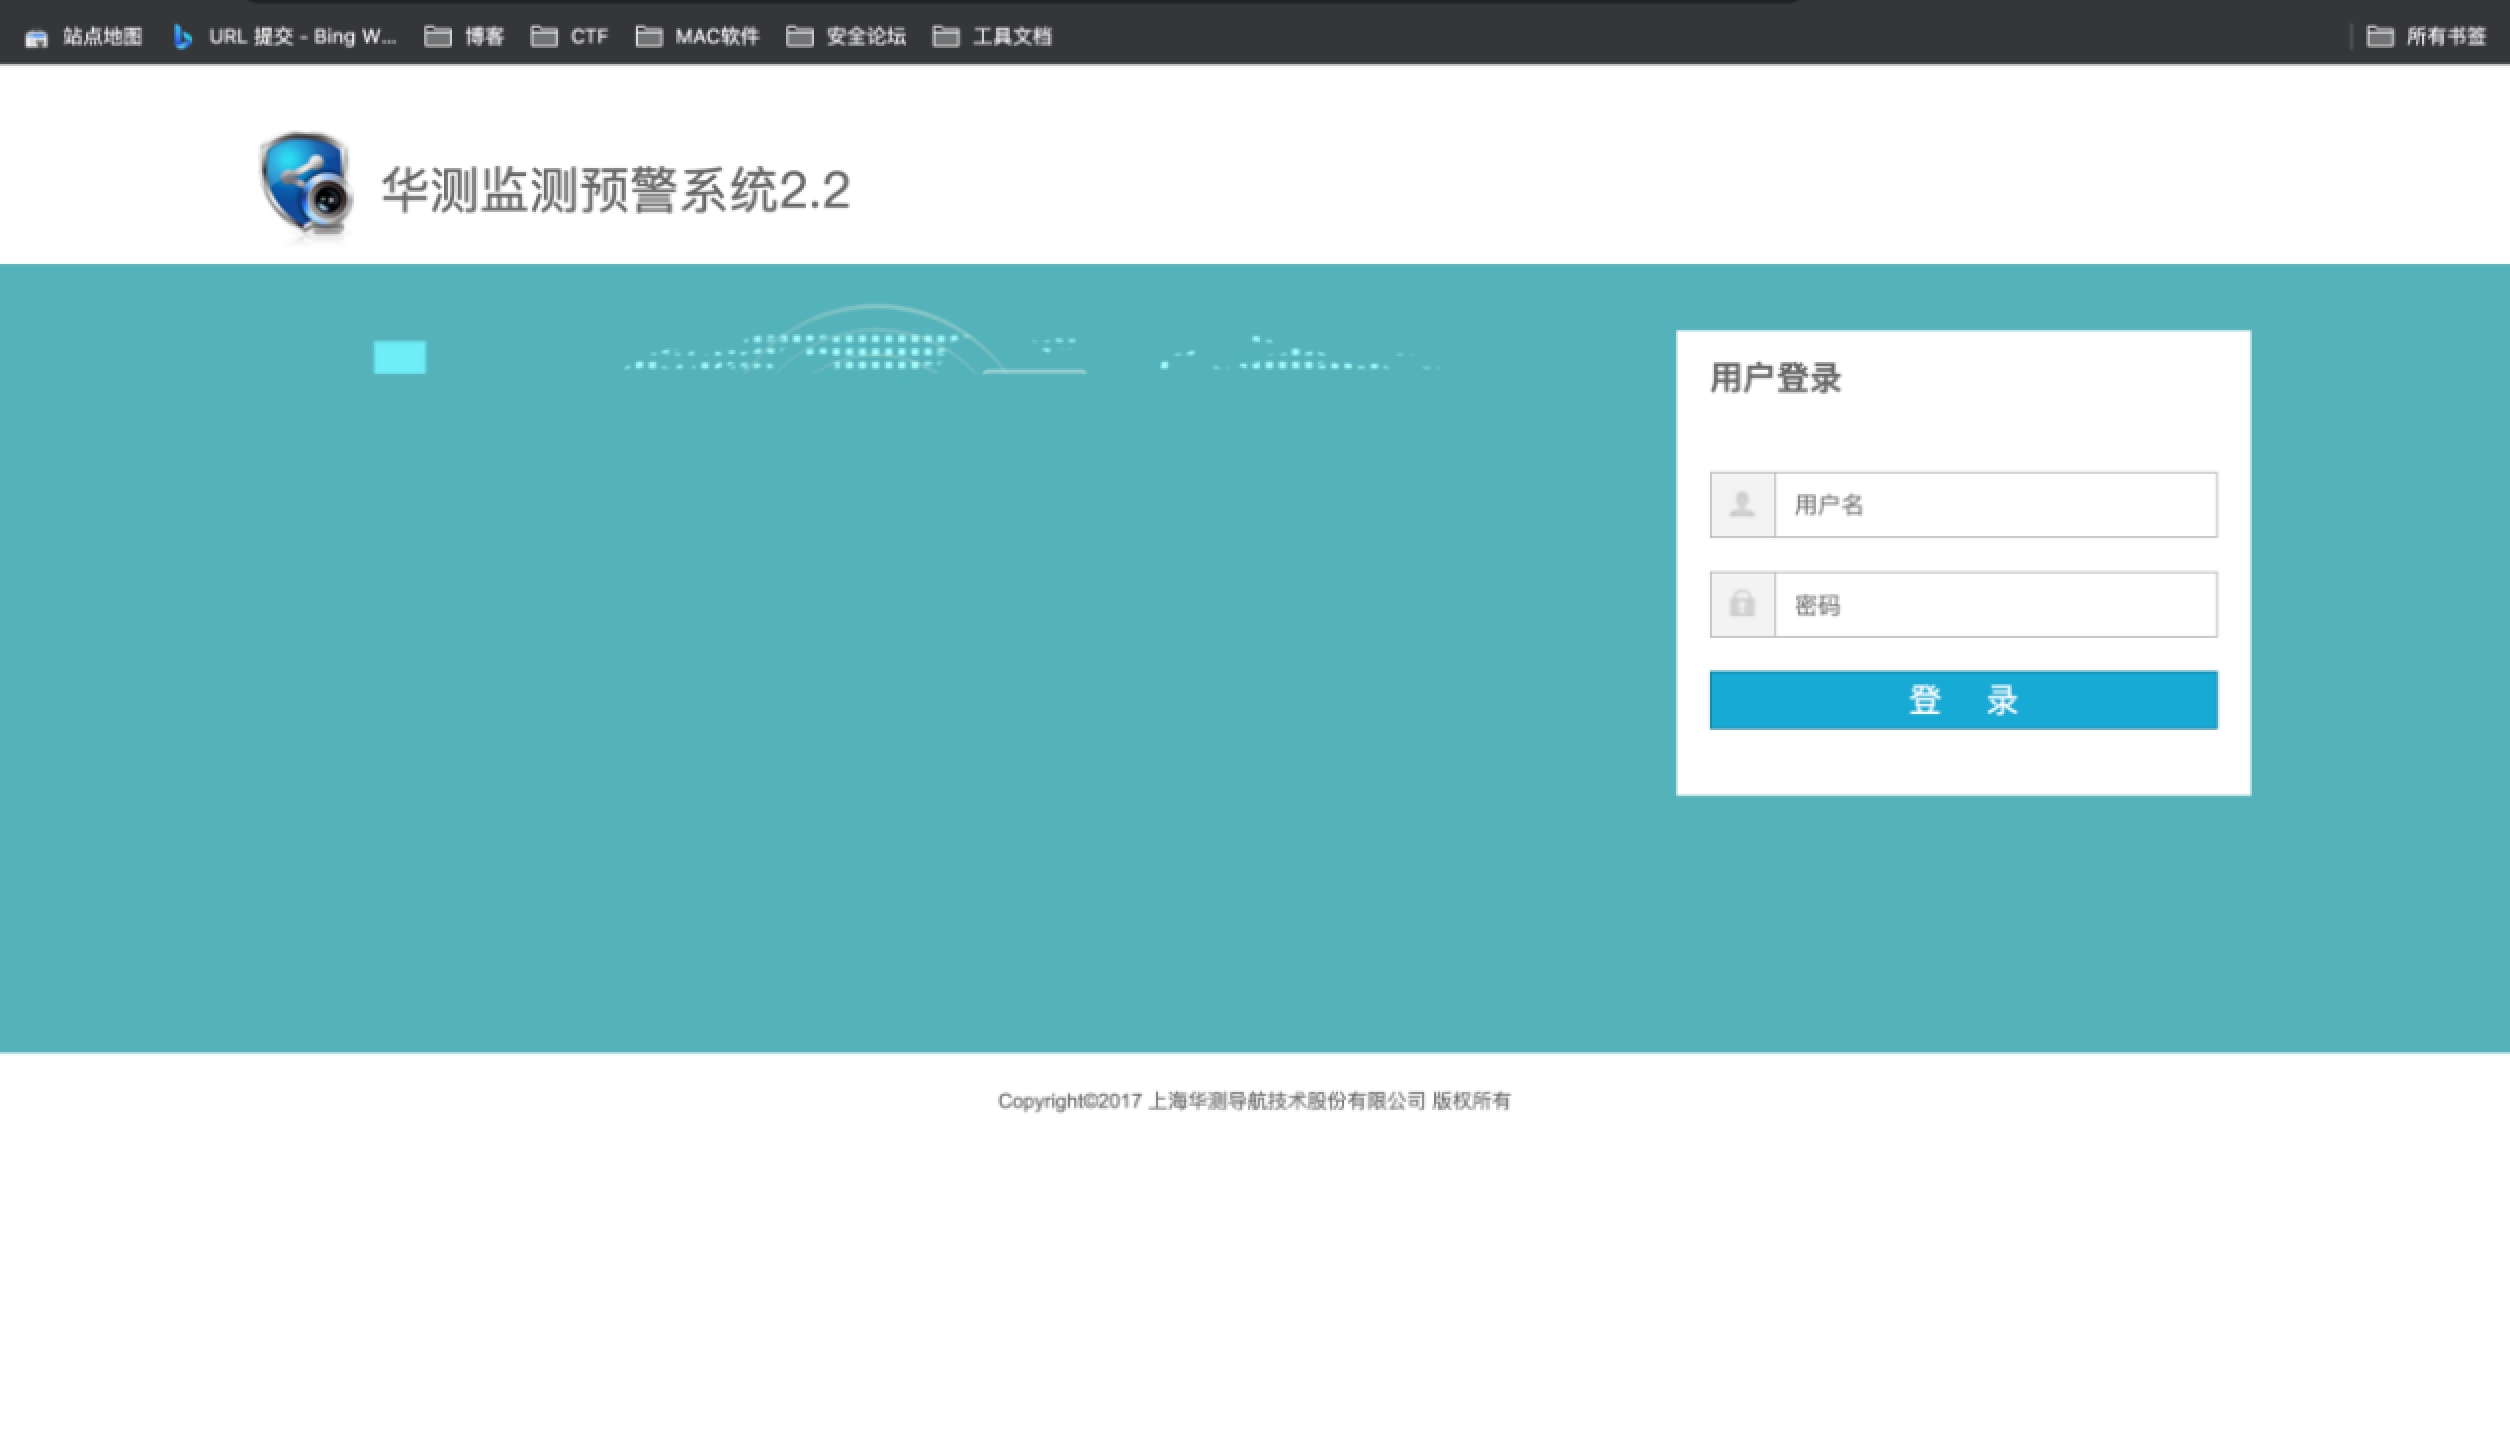 站点地图 URL 提交 - Bing W... 博客 CTF MAC软件 安全论坛 工具文档 所有书签
华测监测预警系统2.2
用户登录
用户名
密码
登 录
Copyright©2017 上海华测导航技术股份有限公司 版权所有